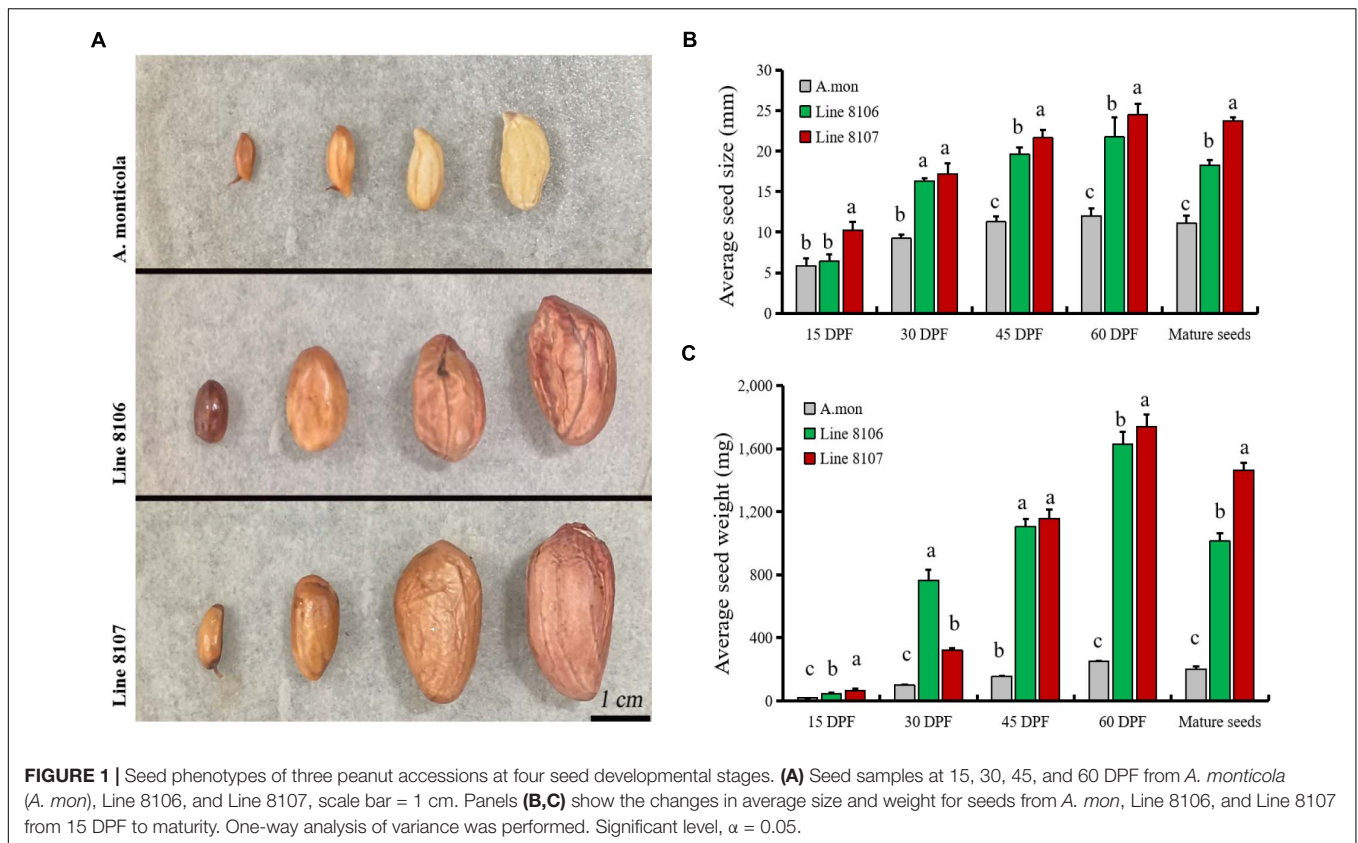 A
A. monticola
Line 8106
Line 8107
1 cm
B
Average seed size (mm)
30
25
20
15
10
5
0
A.mon
Line 8106
Line 8107
b b a
b a a
c b a
c b a
c b a
15 DPF 30 DPF 45 DPF 60 DPF Mature seeds
C
Average seed weight (mg)
2,000
1,600
1,200
800
400
0
A.mon
Line 8106
Line 8107
c b a
c a b
b a a
c b a
c b a
15 DPF 30 DPF 45 DPF 60 DPF Mature seeds
FIGURE 1 | Seed phenotypes of three peanut accessions at four seed developmental stages. (A) Seed samples at 15, 30, 45, and 60 DPF from A. monticola
(A. mon), Line 8106, and Line 8107, scale bar = 1 cm. Panels (B,C) show the changes in average size and weight for seeds from A. mon, Line 8106, and Line 8107
from 15 DPF to maturity. One-way analysis of variance was performed. Significant level, α = 0.05.